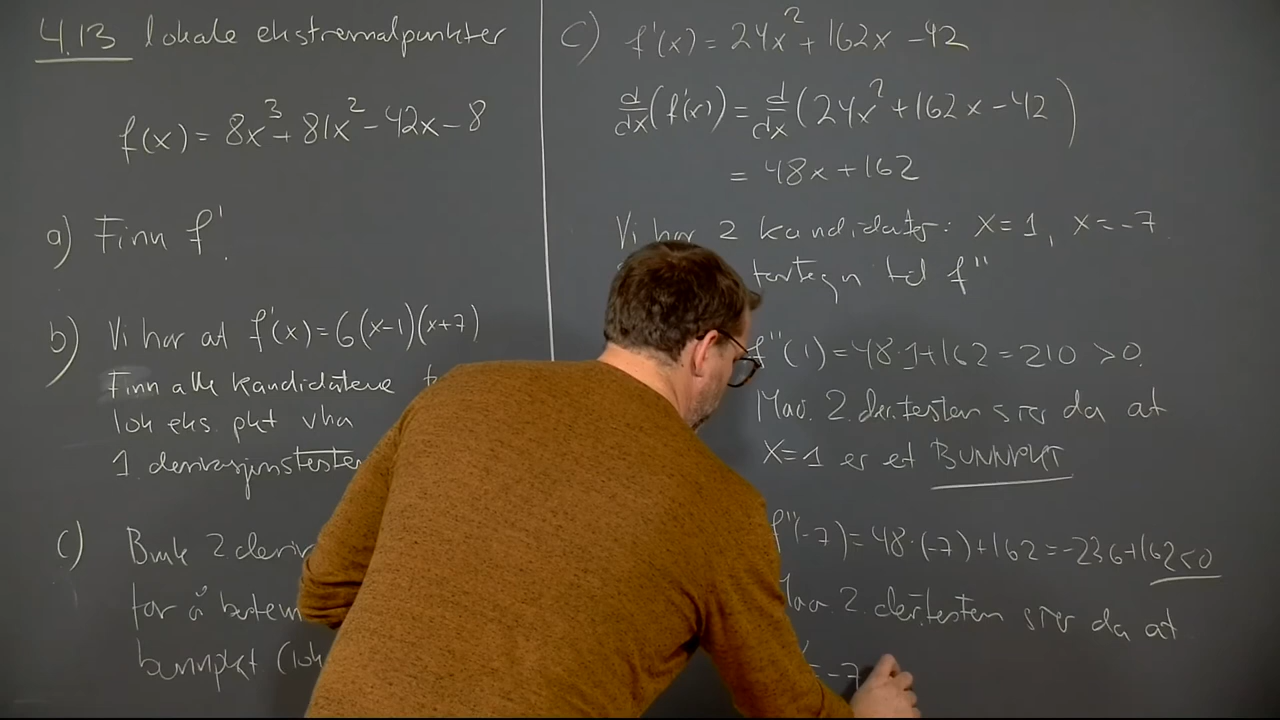 4.13 lokale ekstremalpunkter
f(x) = 8x³ + 81x² - 42x - 8
a) Finn f'.
b) Vi har at f'(x) = 6(x-1)(x+7)
Finn alle kandidatene
lok eks. pkt vha
1 derivasjonstesten
c) Bruk 2 deriv
for å bestem
bunnpkt (lok
c) f'(x) = 24x² + 162x - 42
d/dx (f'(x)) = d/dx (24x² + 162x - 42)
= 48x + 162
Vi har 2 kandidater: x=1, x=-7
fortegn til f''
f''(1) = 48·1+162 = 210 > 0.
Mao. 2. der.testen sier da at
x=1 er et BUNNPKT
f''(-7) = 48·(-7)+162 = -236+162 < 0
Mao. 2. der.testen sier da at
= -7